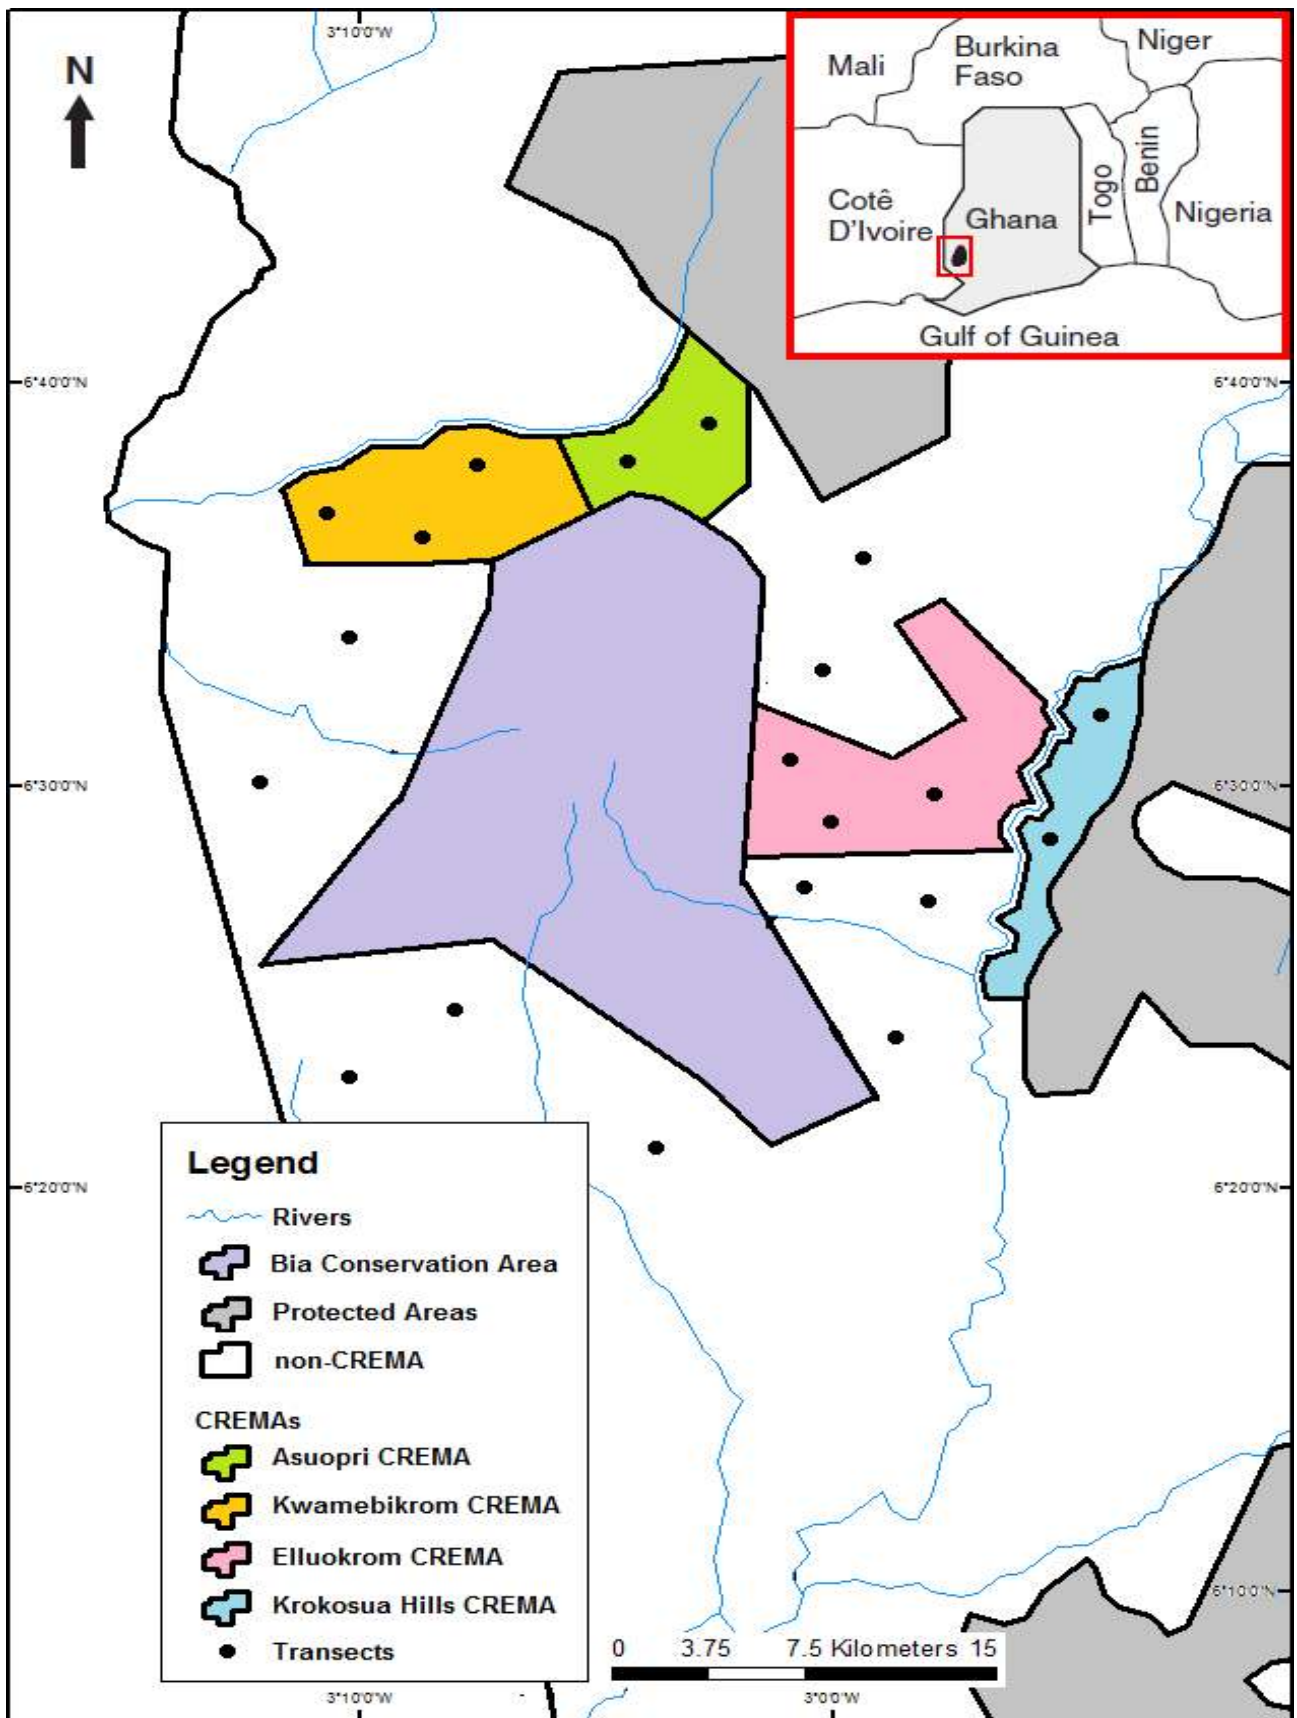 3°10'0"W
N
Mali
Burkina
Faso
Niger
Cotê
D'Ivoire
Ghana
Togo
Benin
Nigeria
Gulf of Guinea
6°40'0"N
6°40'0"N
6°30'0"N
6°30'0"N
6°20'0"N
6°20'0"N
6°10'0"N
Legend
Rivers
Bia Conservation Area
Protected Areas
non-CREMA
CREMAs
Asuopri CREMA
Kwamebikrom CREMA
Elluokrom CREMA
Krokosua Hills CREMA
Transects
0 3.75 7.5 Kilometers 15
3°10'0"W
3°0'0"W